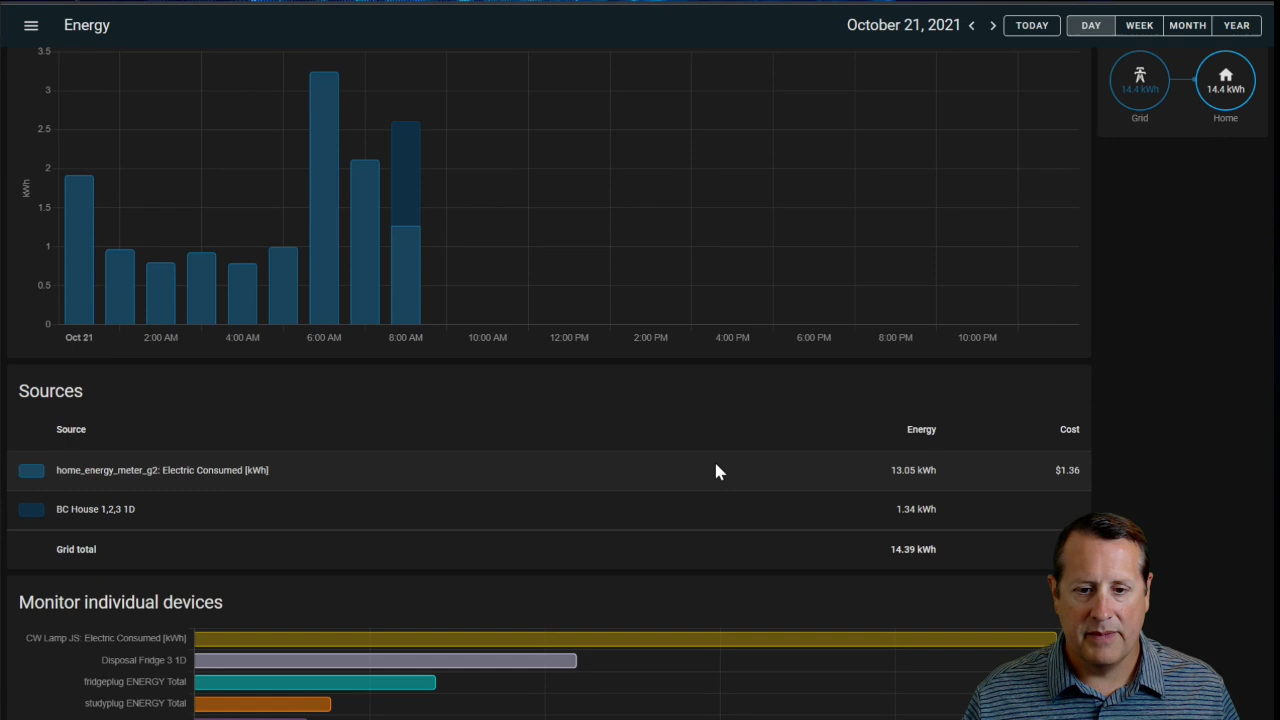 Energy
October 21, 2021
TODAY
DAY
WEEK
MONTH
YEAR
3.5
3
2.5
2
1.5
1
0.5
0
kWh
Oct 21
2:00 AM
4:00 AM
6:00 AM
8:00 AM
10:00 AM
12:00 PM
2:00 PM
4:00 PM
6:00 PM
8:00 PM
10:00 PM
14.4 kWh
14.4 kWh
Grid
Home
Sources
Source Energy Cost
home_energy_meter_g2: Electric Consumed [kWh] 13.05 kWh $1.36
BC House 1,2,3 1D 1.34 kWh
Grid total 14.39 kWh
Monitor individual devices
CW Lamp JS: Electric Consumed [kWh]
Disposal Fridge 3 1D
fridgeplug ENERGY Total
studyplug ENERGY Total